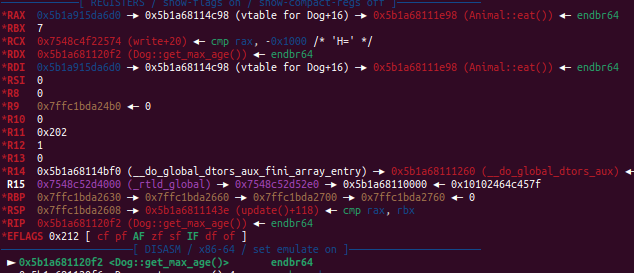 [ REGISTERS / show-flags on / show-compact-regs off ]
*RAX 0x5b1a915da6d0 —▸ 0x5b1a68114c98 (vtable for Dog+16) —▸ 0x5b1a68111e98 (Animal::eat()) ◂— endbr64
*RBX 7
*RCX 0x7548c4f22574 (write+20) ◂— cmp rax, -0x1000 /* 'H=' */
*RDX 0x5b1a681120f2 (Dog::get_max_age()) ◂— endbr64
*RDI 0x5b1a915da6d0 —▸ 0x5b1a68114c98 (vtable for Dog+16) —▸ 0x5b1a68111e98 (Animal::eat()) ◂— endbr64
*RSI 0
*R8 0
*R9 0x7ffc1bda24b0 ◂— 0
*R10 0
*R11 0x202
*R12 1
*R13 0
*R14 0x5b1a68114bf0 (__do_global_dtors_aux_fini_array_entry) —▸ 0x5b1a68111260 (__do_global_dtors_aux) ◂—
R15 0x7548c52d4000 (_rtld_global) —▸ 0x7548c52d52e0 —▸ 0x5b1a68110000 ◂— 0x10102464c457f
*RBP 0x7ffc1bda2630 —▸ 0x7ffc1bda2660 —▸ 0x7ffc1bda2700 —▸ 0x7ffc1bda2760 ◂— 0
*RSP 0x7ffc1bda2608 —▸ 0x5b1a6811143e (update()+118) ◂— cmp rax, rbx
*RIP 0x5b1a681120f2 (Dog::get_max_age()) ◂— endbr64
*EFLAGS 0x212 [ cf pf AF zf sf IF df of ]
[ DISASM / x86-64 / set emulate on ]
► 0x5b1a681120f2 <Dog::get_max_age()> endbr64